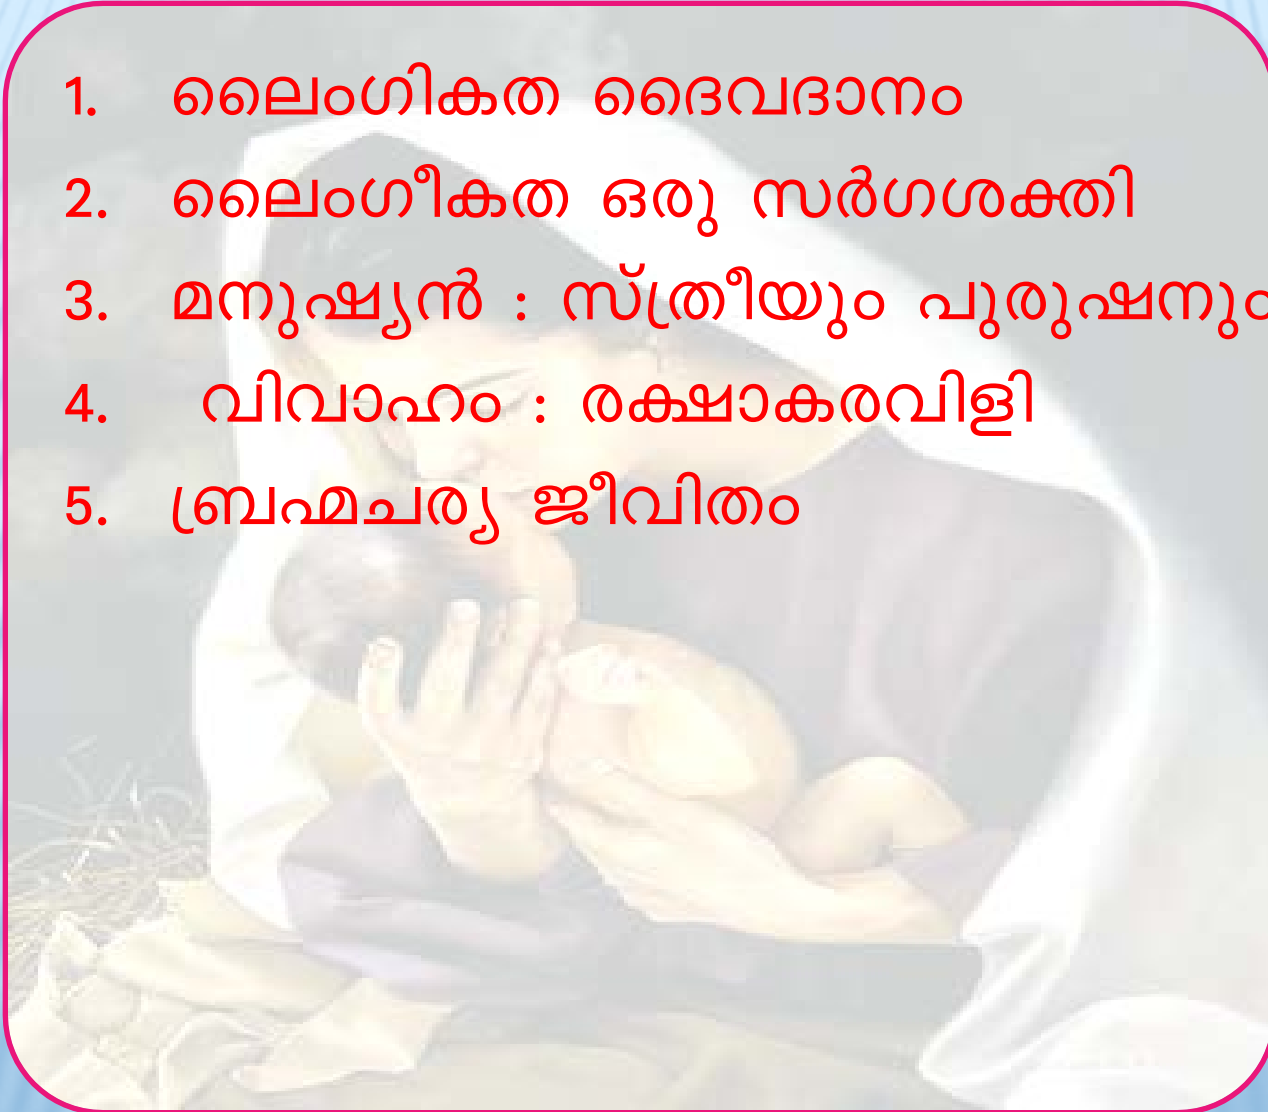 1. ലൈംഗികത ദൈവദാനം
2. ലൈംഗീകത ഒരു സർഗശക്തി
3. മനുഷ്യൻ : സ്ത്രീയും പുരുഷനും
4. വിവാഹം : രക്ഷാകരവിളി
5. ബ്രഹ്മചര്യ ജീവിതം